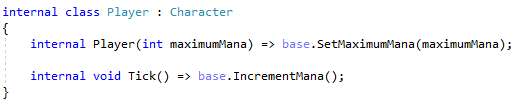 internal class Player : Character
{
    internal Player(int maximumMana) => base.SetMaximumMana(maximumMana);
    internal void Tick() => base.IncrementMana();
}